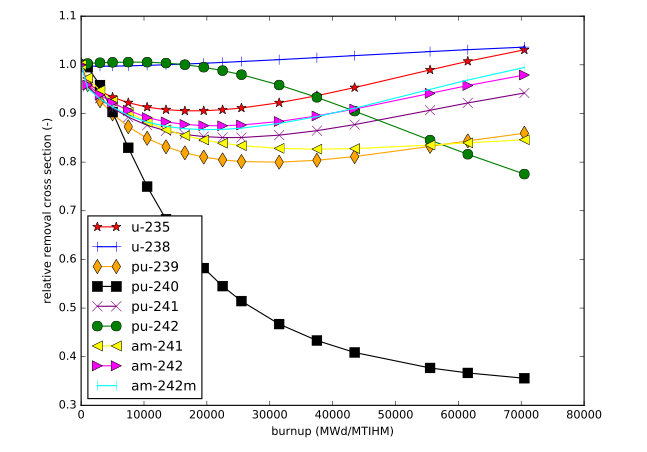 1.1
1.0
0.9
0.8
0.7
0.6
0.5
0.4
0.3
relative removal cross section (-)
u-235
u-238
pu-239
pu-240
pu-241
pu-242
am-241
am-242
am-242m
0 10000 20000 30000 40000 50000 60000 70000 80000
burnup (MWd/MTIHM)